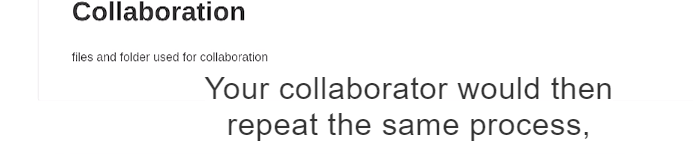 Collaboration
files and folder used for collaboration
Your collaborator would then
repeat the same process,